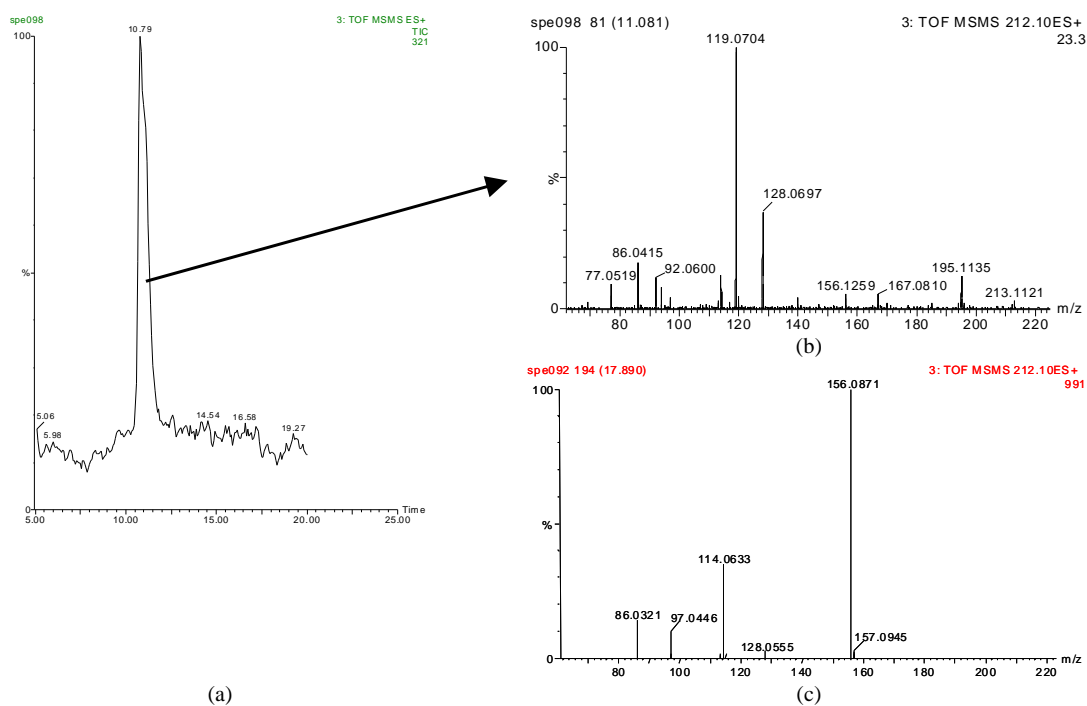 spe098
3: TOF MSMS ES+
TIC
321
100
10.79
%
5.06
5.98
14.54
16.58
19.27
0
5.00
10.00
15.00
20.00
25.00
Time
(a)
spe098 81 (11.081)
3: TOF MSMS 212.10ES+
23.3
100
119.0704
%
128.0697
86.0415
77.0519
92.0600
156.1259
167.0810
195.1135
213.1121
0
m/z
80 100 120 140 160 180 200 220
(b)
spe092 194 (17.890)
3: TOF MSMS 212.10ES+
991
100
156.0871
%
114.0633
86.0321
97.0446
128.0555
157.0945
0
m/z
80 100 120 140 160 180 200 220
(c)